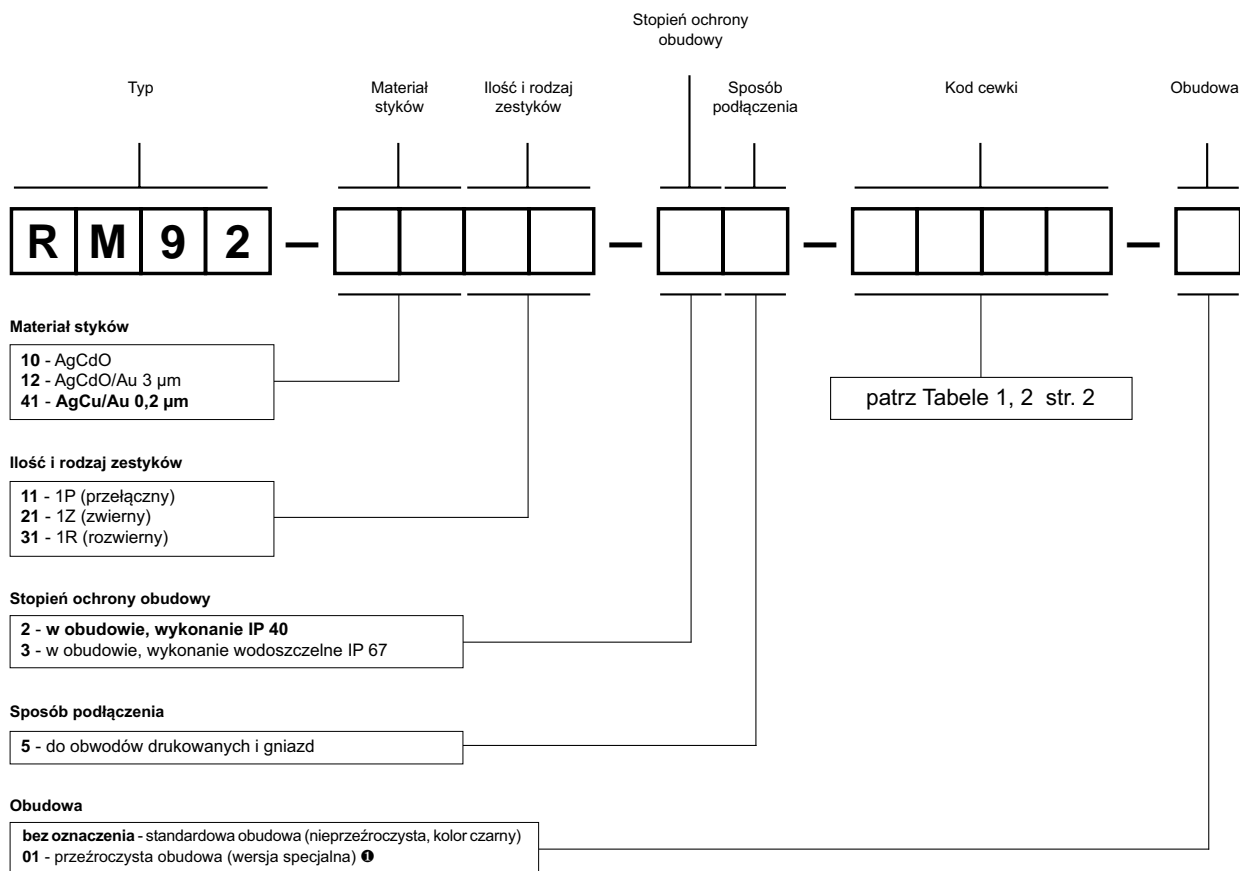 Stopień ochrony
obudowy
Typ
Materiał
styków
Ilość i rodzaj
zestyków
Sposób
podłączenia
Kod cewki
Obudowa
R M 9 2 – – – –
Materiał styków
10 - AgCdO
12 - AgCdO/Au 3 µm
41 - AgCu/Au 0,2 µm
patrz Tabele 1, 2 str. 2
Ilość i rodzaj zestyków
11 - 1P (przełączny)
21 - 1Z (zwierny)
31 - 1R (rozwierny)
Stopień ochrony obudowy
2 - w obudowie, wykonanie IP 40
3 - w obudowie, wykonanie wodoszczelne IP 67
Sposób podłączenia
5 - do obwodów drukowanych i gniazd
Obudowa
bez oznaczenia - standardowa obudowa (nieprzeźroczysta, kolor czarny)
01 - przeźroczysta obudowa (wersja specjalna) ❶